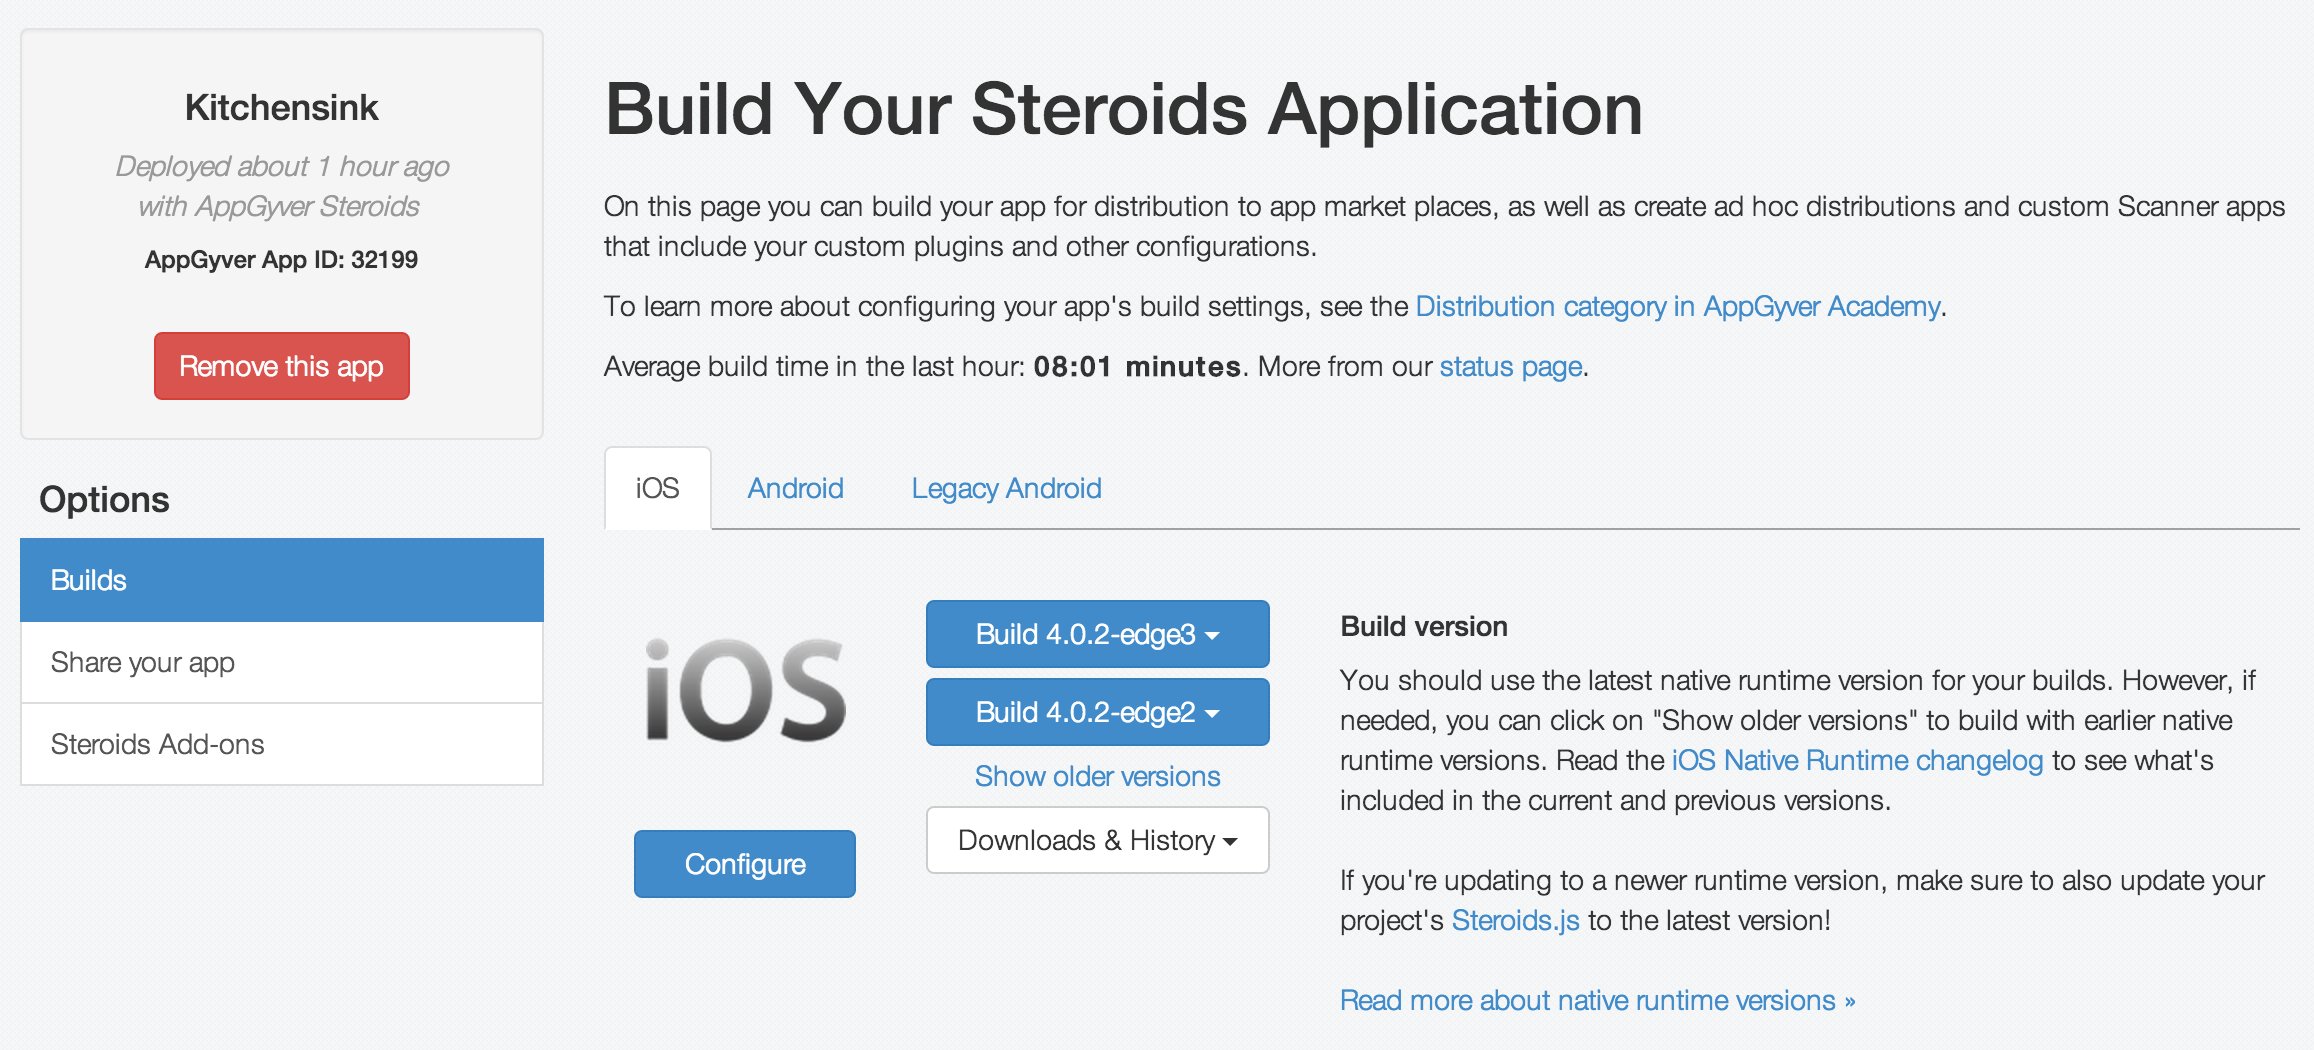 Kitchensink
Deployed about 1 hour ago
with AppGyver Steroids
AppGyver App ID: 32199
Remove this app
Options
Builds
Share your app
Steroids Add-ons
Build Your Steroids Application
On this page you can build your app for distribution to app market places, as well as create ad hoc distributions and custom Scanner apps
that include your custom plugins and other configurations.
To learn more about configuring your app's build settings, see the Distribution category in AppGyver Academy.
Average build time in the last hour: 08:01 minutes. More from our status page.
iOS
Android
Legacy Android
iOS
Configure
Build 4.0.2-edge3
Build 4.0.2-edge2
Show older versions
Downloads & History
Build version
You should use the latest native runtime version for your builds. However, if
needed, you can click on "Show older versions" to build with earlier native
runtime versions. Read the iOS Native Runtime changelog to see what's
included in the current and previous versions.
If you're updating to a newer runtime version, make sure to also update your
project's Steroids.js to the latest version!
Read more about native runtime versions »